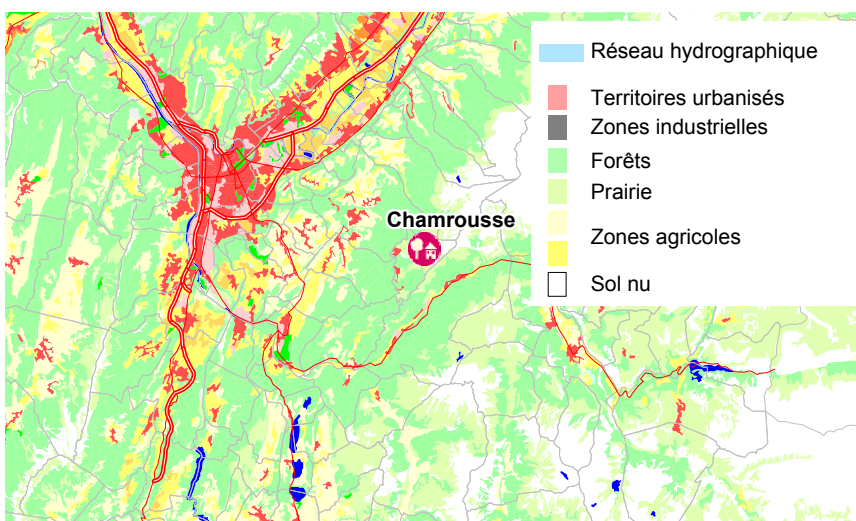 Réseau hydrographique
Territoires urbanisés
Zones industrielles
Forêts
Prairie
Zones agricoles
Sol nu
Chamrousse